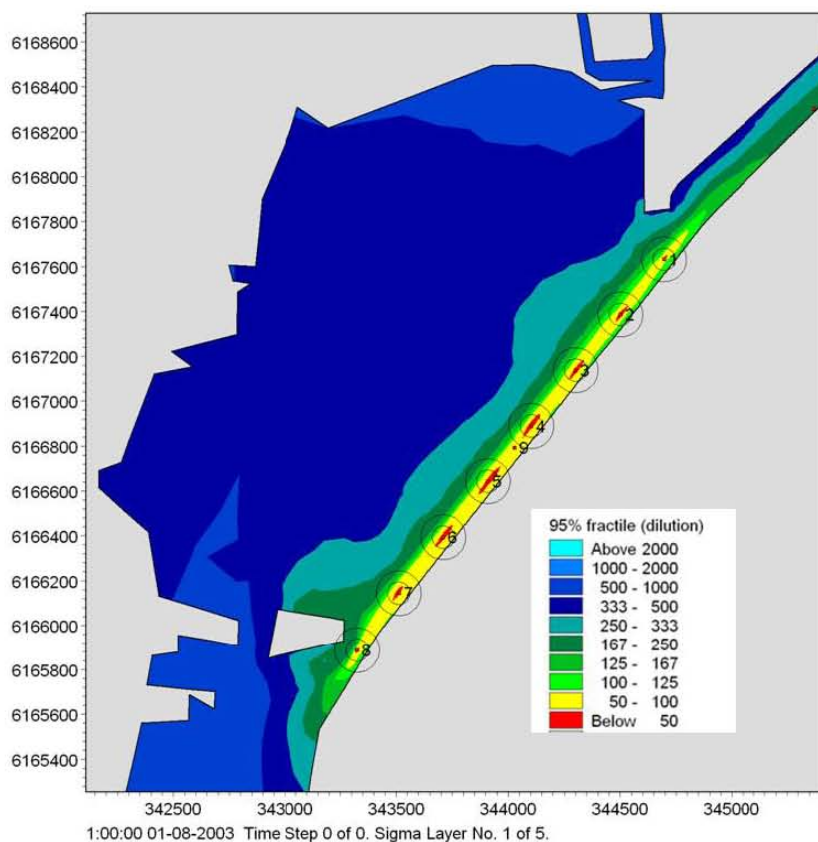 6168600
6168400
6168200
6168000
6167800
6167600
6167400
6167200
6167000
6166800
6166600
6166400
6166200
6166000
6165800
6165600
6165400
1
2
3
4
9
5
6
7
8
95% fractile (dilution)
Above 2000
1000 - 2000
500 - 1000
333 - 500
250 - 333
167 - 250
125 - 167
100 - 125
50 - 100
Below 50
342500 343000 343500 344000 344500 345000
1:00:00 01-08-2003 Time Step 0 of 0. Sigma Layer No. 1 of 5.